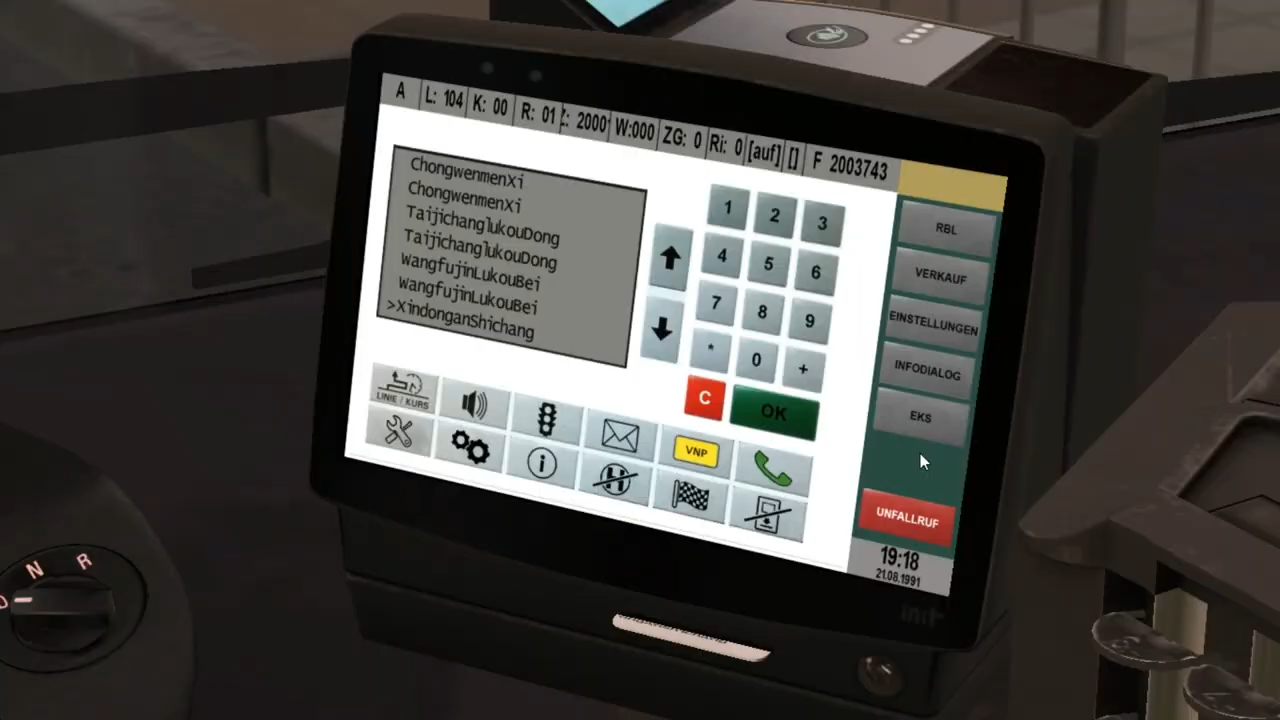 A L: 104 K: 00 R: 01 : 2000 W:000 ZG: 0 Ri: 0 [auf] [] F 2003743
ChongwenmenXi
ChongwenmenXi
TaijichanglukouDong
TaijichanglukouDong
WangfujinLukouBei
WangfujinLukouBei
>XindonganShichang
1 2 3
4 5 6
7 8 9
* 0 +
C OK
LINIE / KURS
VNP
i
H
RBL
VERKAUF
EINSTELLUNGEN
INFODIALOG
EKS
UNFALLRUF
19:18
21.08.1991
init
D N R